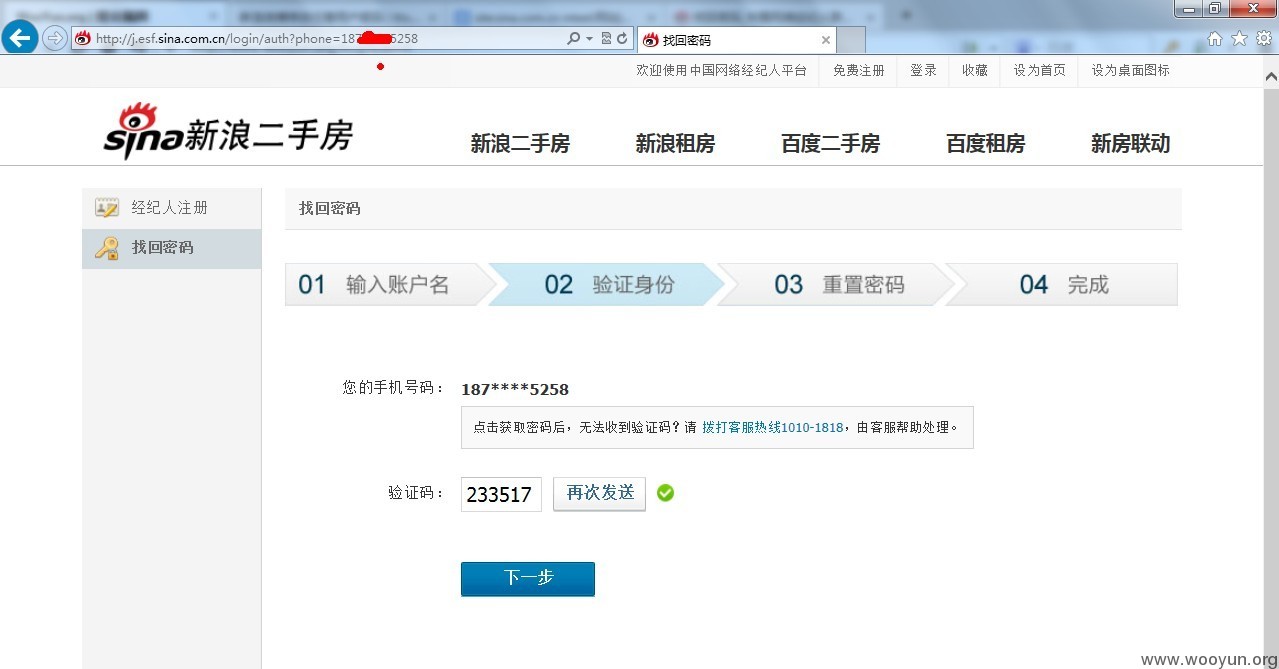 http://j.esf.sina.com.cn/login/auth?phone=187 5258
找回密码
欢迎使用中国网络经纪人平台 免费注册 登录 收藏 设为首页 设为桌面图标
sina新浪二手房
新浪二手房 新浪租房 百度二手房 百度租房 新房联动
经纪人注册
找回密码
找回密码
01 输入账户名 02 验证身份 03 重置密码 04 完成
您的手机号码： 187****5258
点击获取密码后，无法收到验证码？请 拨打客服热线1010-1818，由客服帮助处理。
验证码： 233517 再次发送
下一步
www.wooyun.org